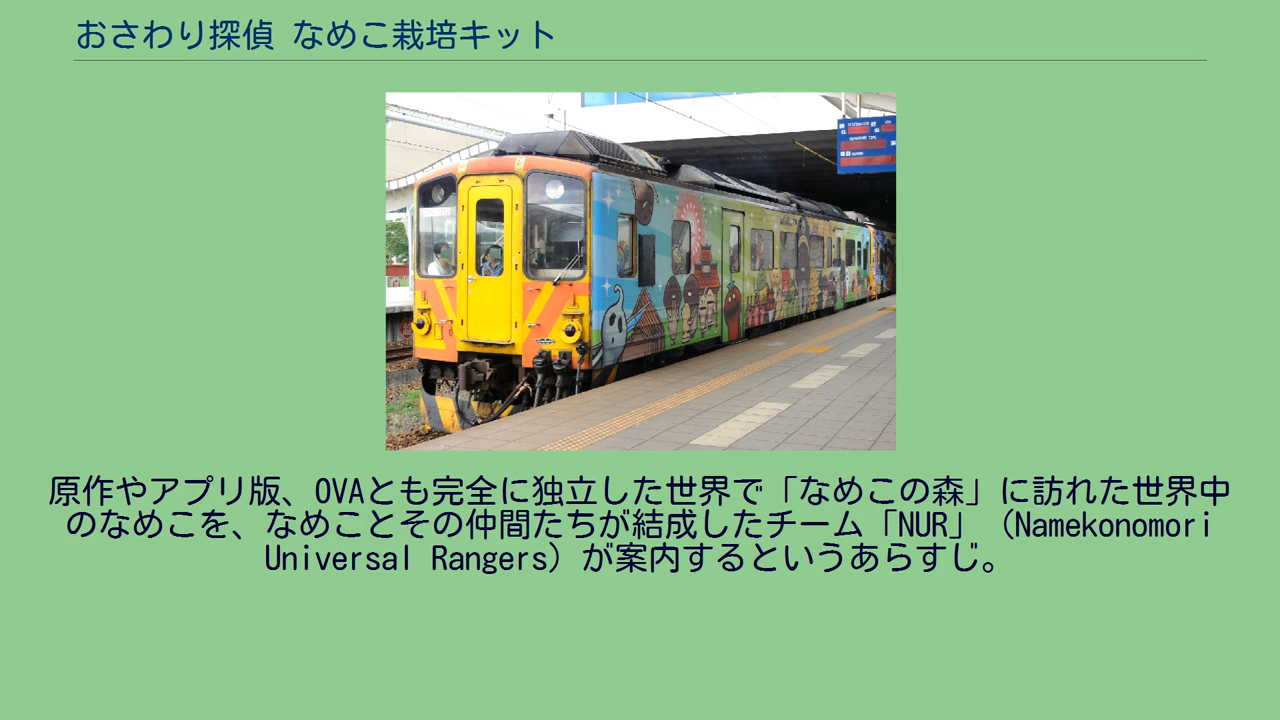 おさわり探偵 なめこ栽培キット
原作やアプリ版、OVAとも完全に独立した世界で「なめこの森」に訪れた世界中
のなめこを、なめことその仲間たちが結成したチーム「NUR」（Namekonomori
Universal Rangers）が案内するというあらすじ。